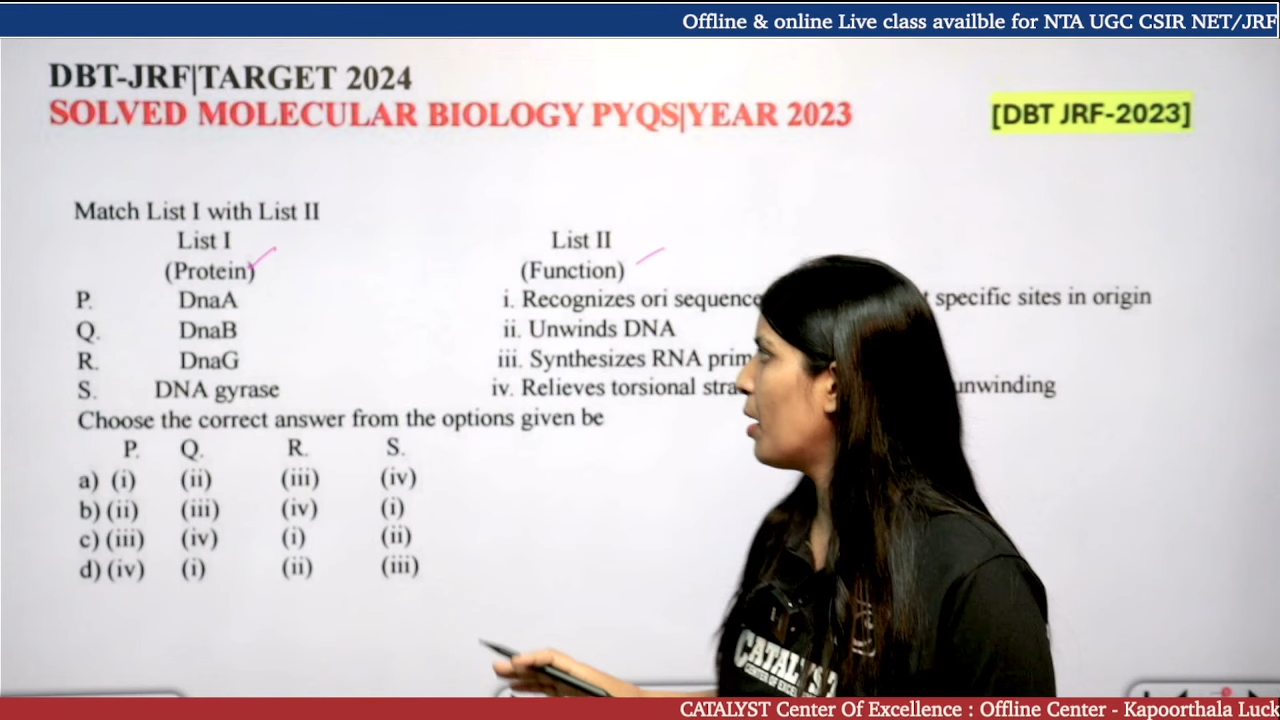 Offline & online Live class availble for NTA UGC CSIR NET/JRF
DBT-JRF|TARGET 2024
SOLVED MOLECULAR BIOLOGY PYQS|YEAR 2023
[DBT JRF-2023]
Match List I with List II
List I List II
(Protein) (Function)
P. DnaA i. Recognizes ori sequence specific sites in origin
Q. DnaB ii. Unwinds DNA
R. DnaG iii. Synthesizes RNA prim
S. DNA gyrase iv. Relieves torsional stra unwinding
Choose the correct answer from the options given be
P. Q. R. S.
a) (i) (ii) (iii) (iv)
b) (ii) (iii) (iv) (i)
c) (iii) (iv) (i) (ii)
d) (iv) (i) (ii) (iii)
CATALYST
CENTER OF
CATALYST Center Of Excellence : Offline Center - Kapoorthala Luck